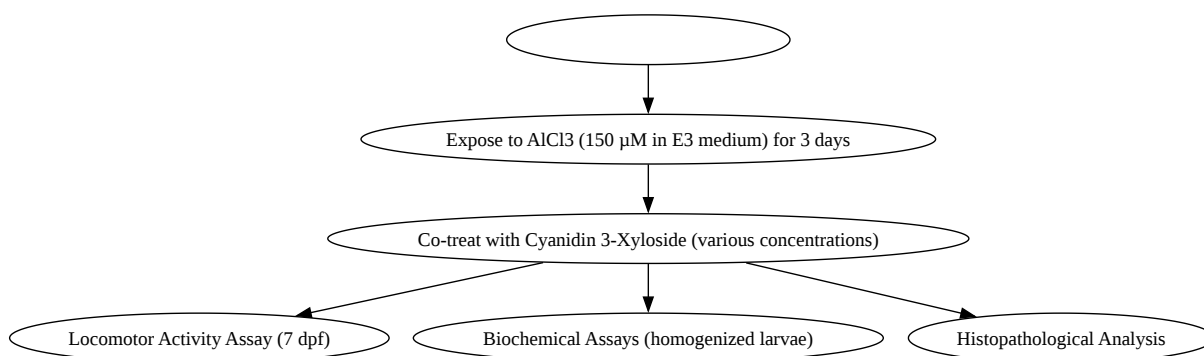 Expose to AlCl3 (150 µM in E3 medium) for 3 days
Co-treat with Cyanidin 3-Xyloside (various concentrations)
Locomotor Activity Assay (7 dpf)
Biochemical Assays (homogenized larvae)
Histopathological Analysis